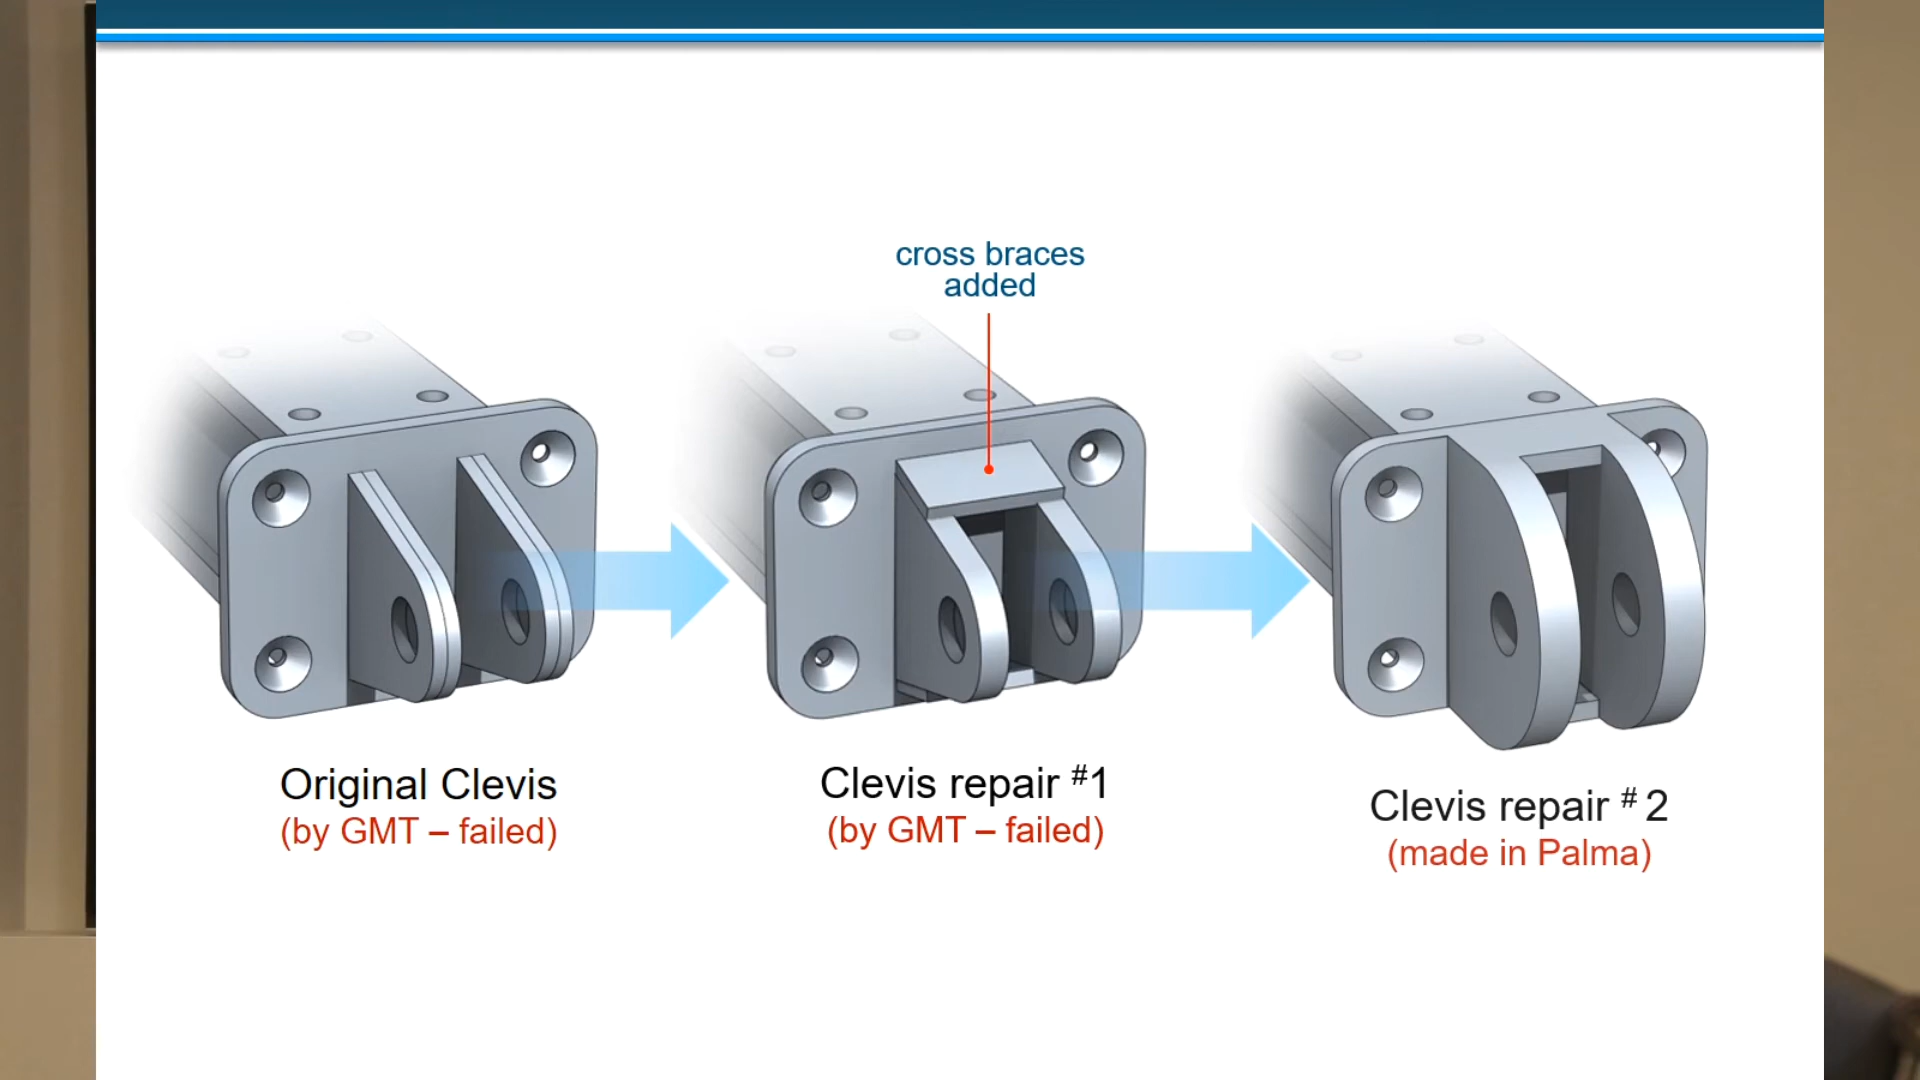 cross braces
added
Original Clevis
(by GMT – failed)
Clevis repair #1
(by GMT – failed)
Clevis repair # 2
(made in Palma)